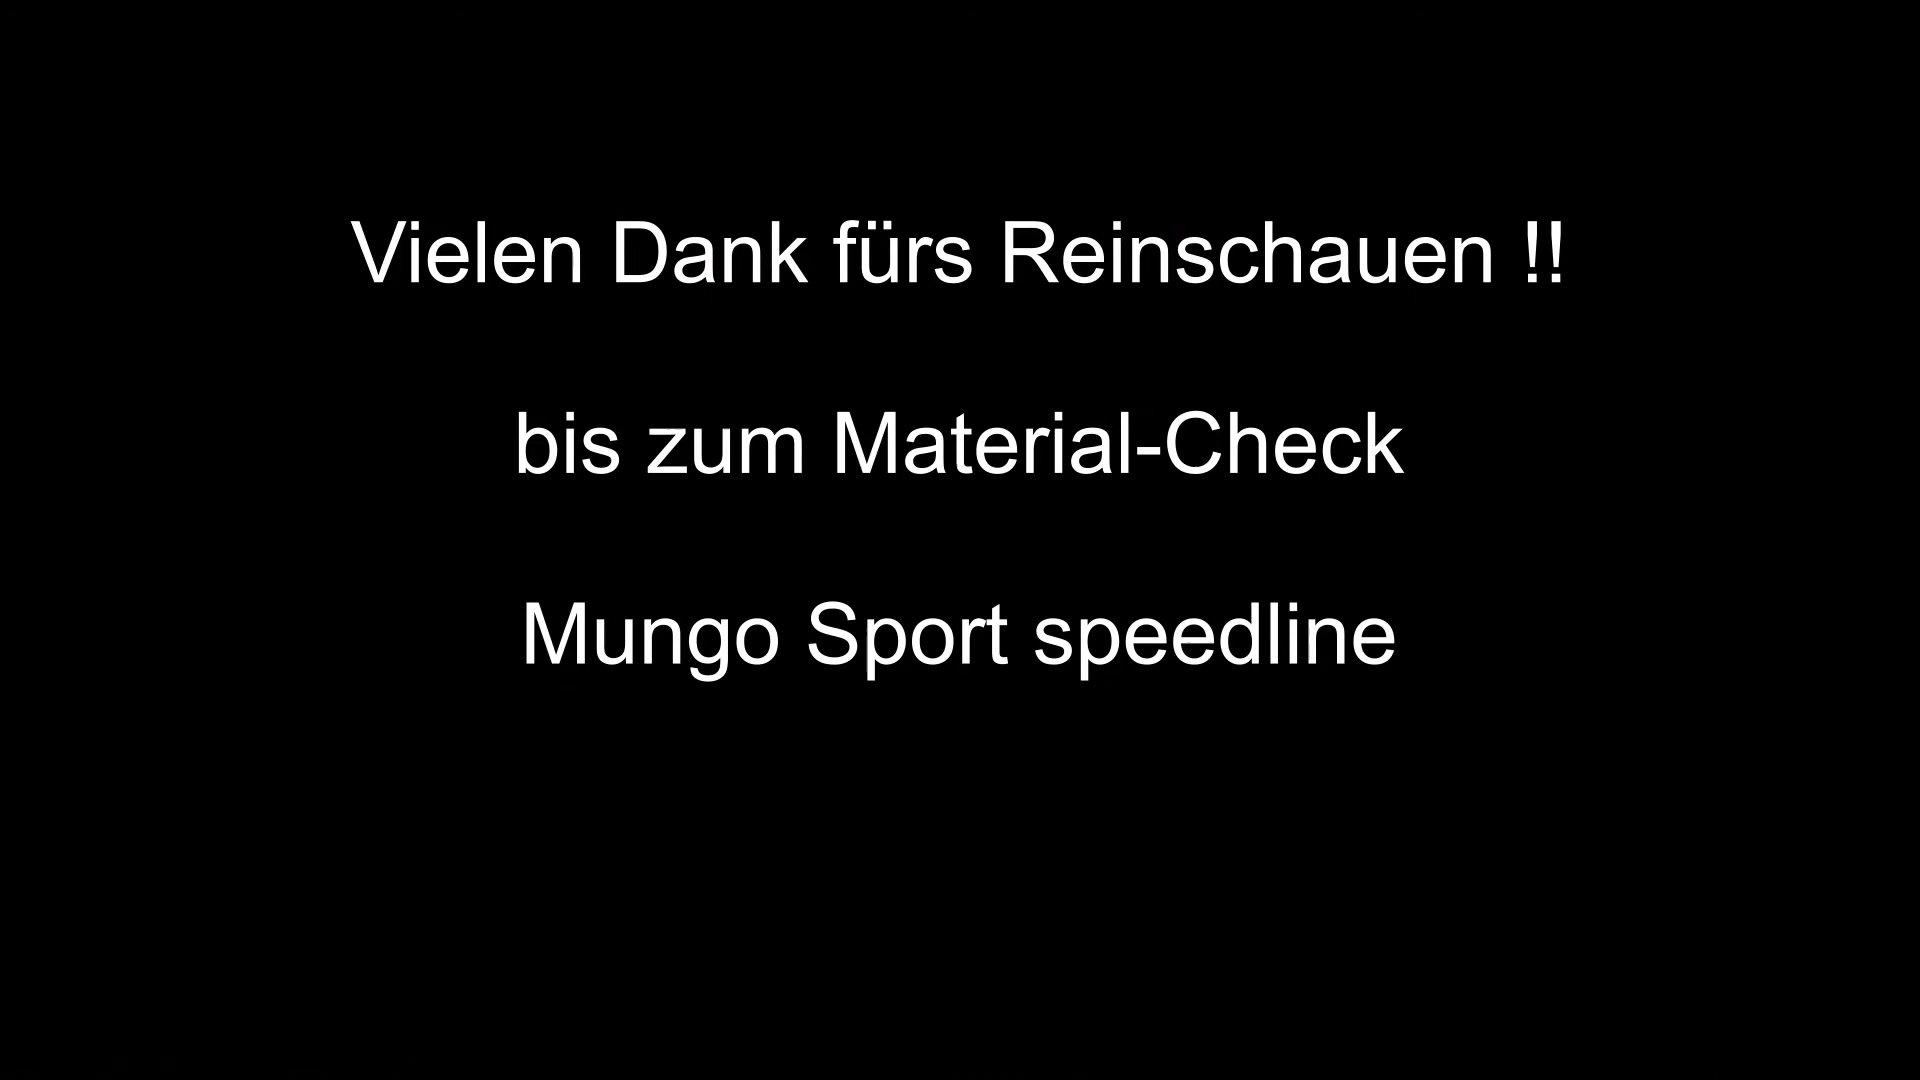 Vielen Dank fürs Reinschauen !!
bis zum Material-Check
Mungo Sport speedline